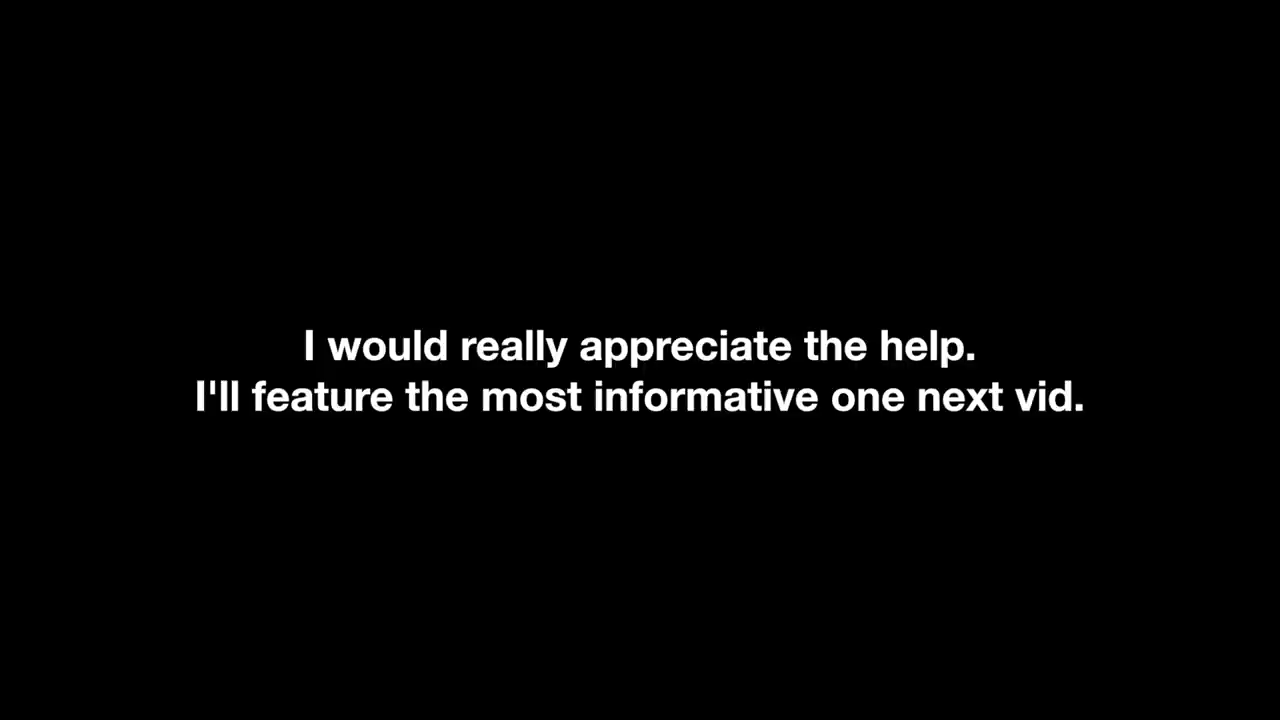 I would really appreciate the help.
I'll feature the most informative one next vid.